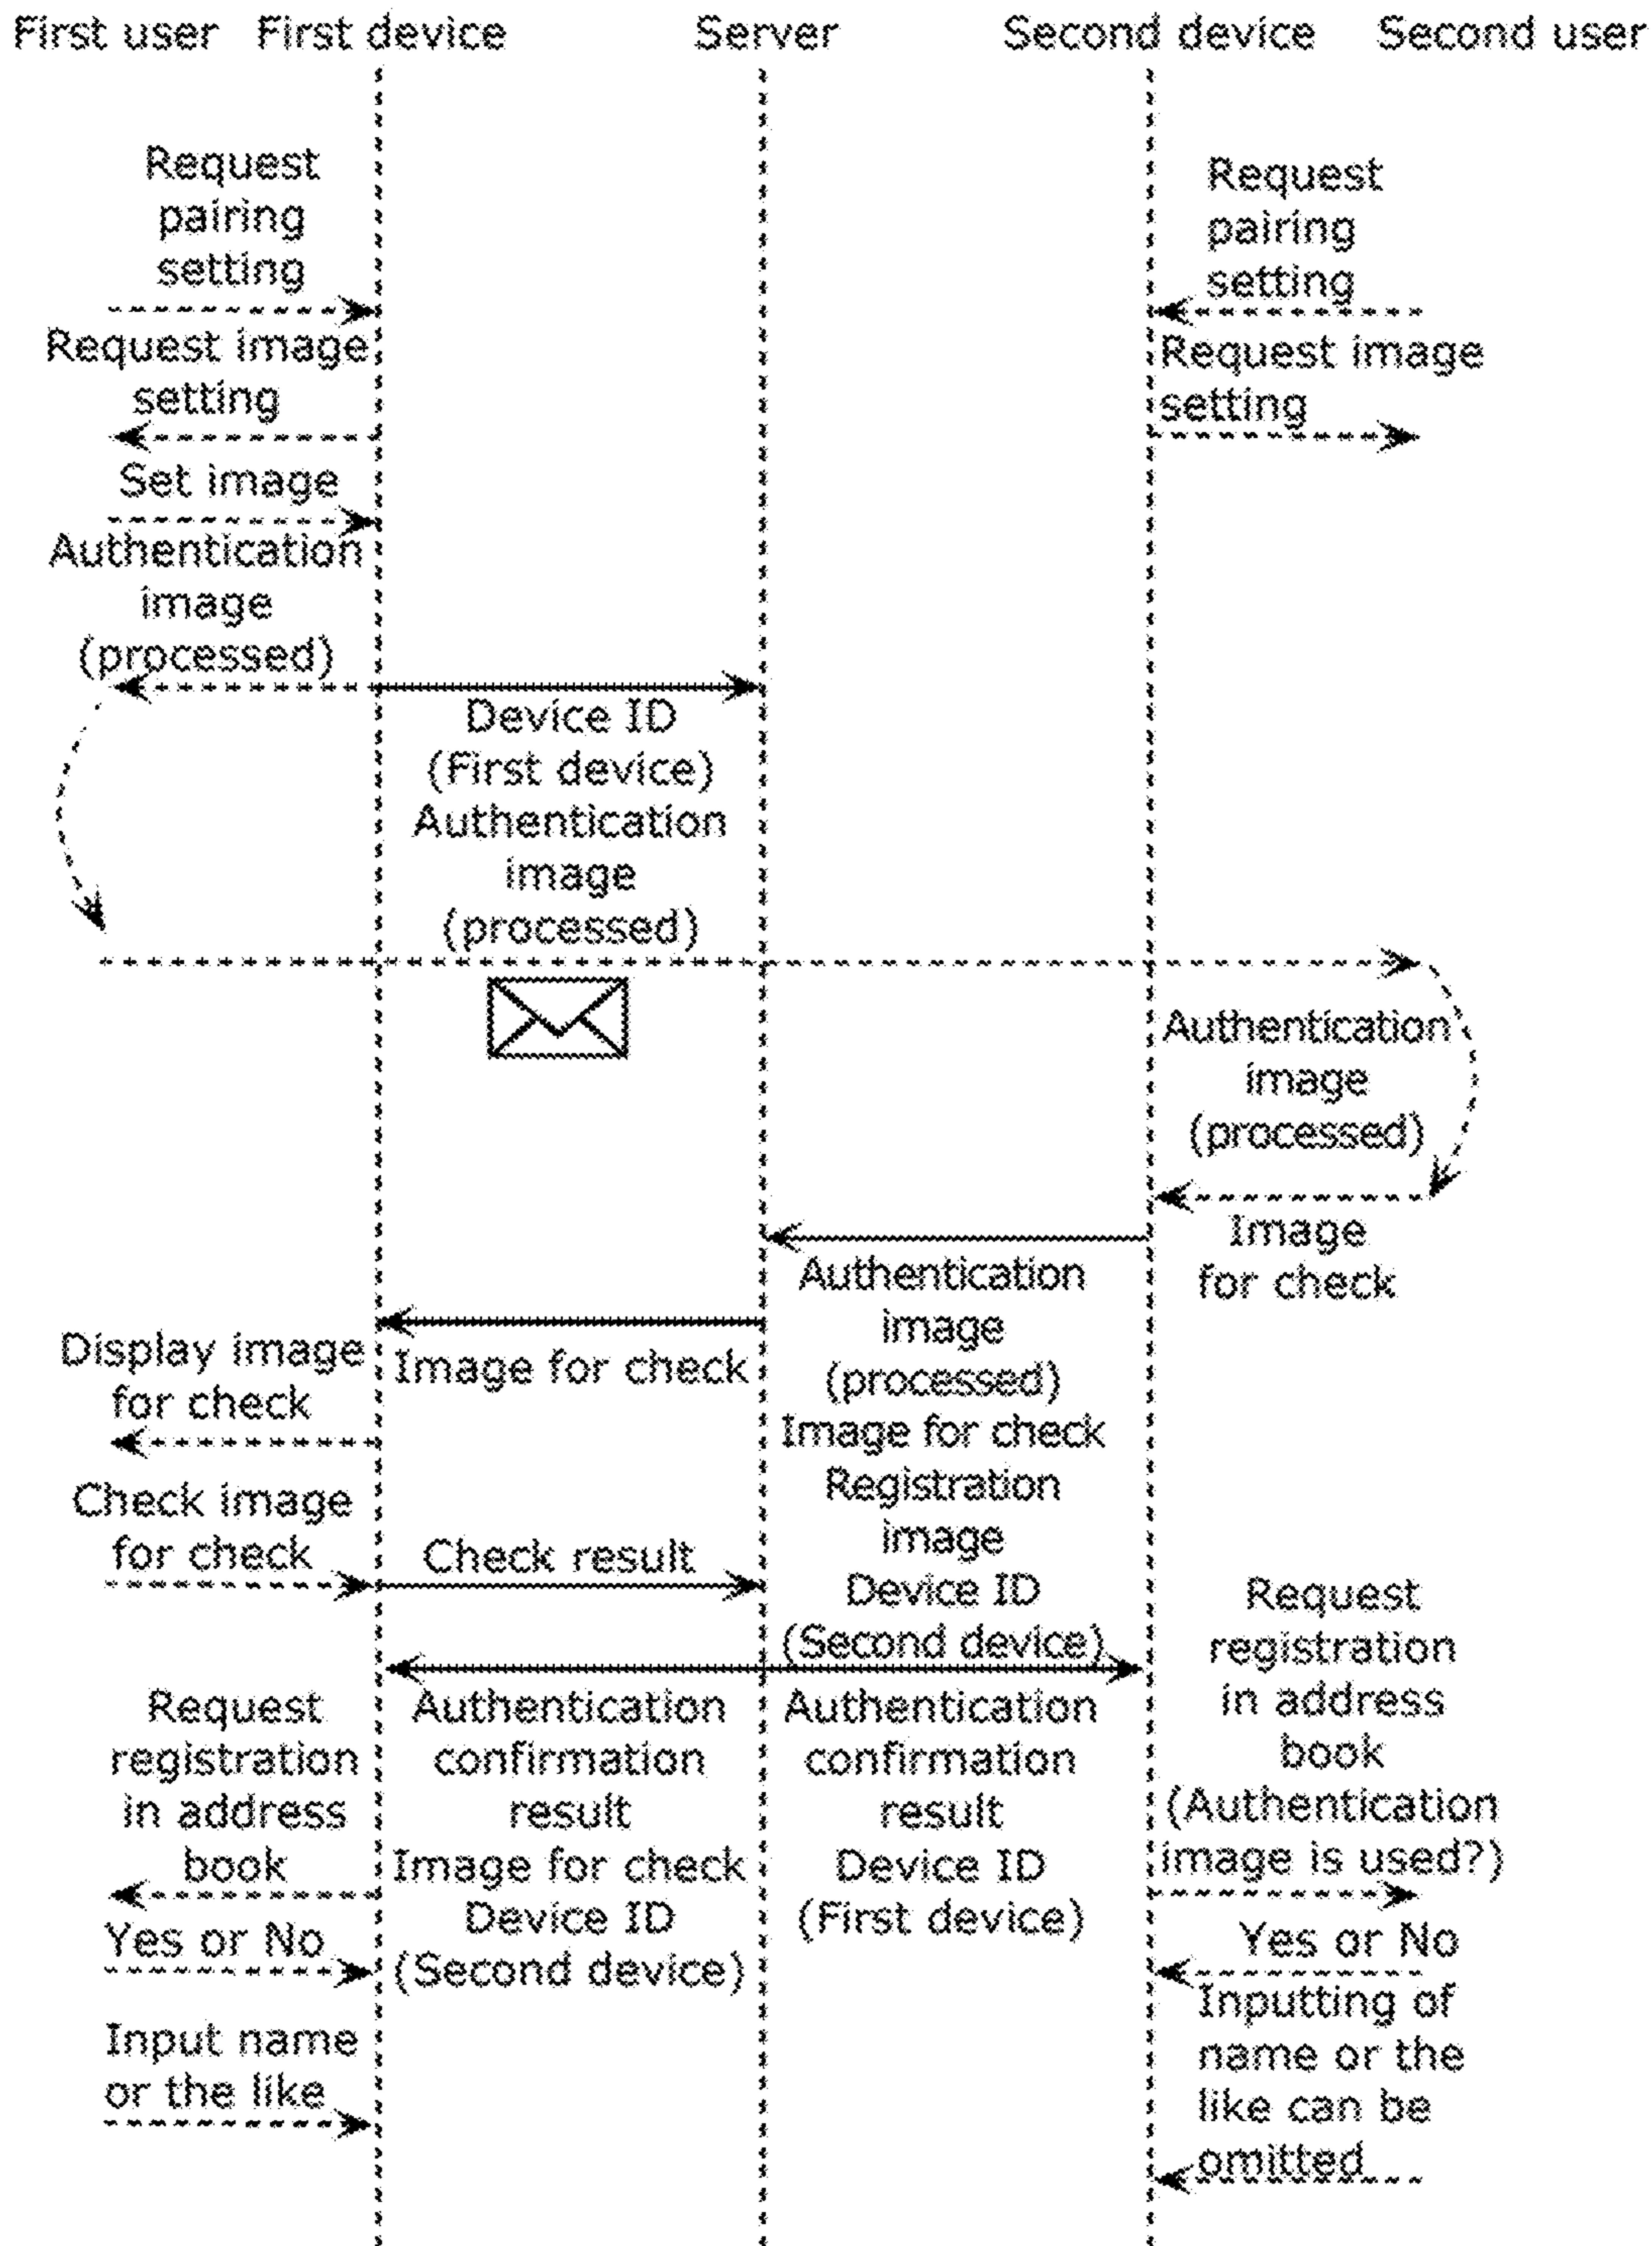 First user
First device
Server
Second device
Second user
Request
pairing
setting
Request
pairing
setting
Request image
setting
Request image
setting
Set image
Authentication
image
(processed)
Device ID
(First device)
Authentication
image
(processed)
Authentication
image
(processed)
Image
for check
Authentication
image
(processed)
Image for check
Registration
image
Device ID
(Second device)
Image for check
Display image
for check
Check image
for check
Check result
Request
registration
in address
book
(Authentication
image is used?)
Authentication
confirmation
result
Image for check
Device ID
(Second device)
Authentication
confirmation
result
Device ID
(First device)
Request
registration
in address
book
Yes or No
Yes or No
Input name
or the like
Inputting of
name or the
like can be
omitted